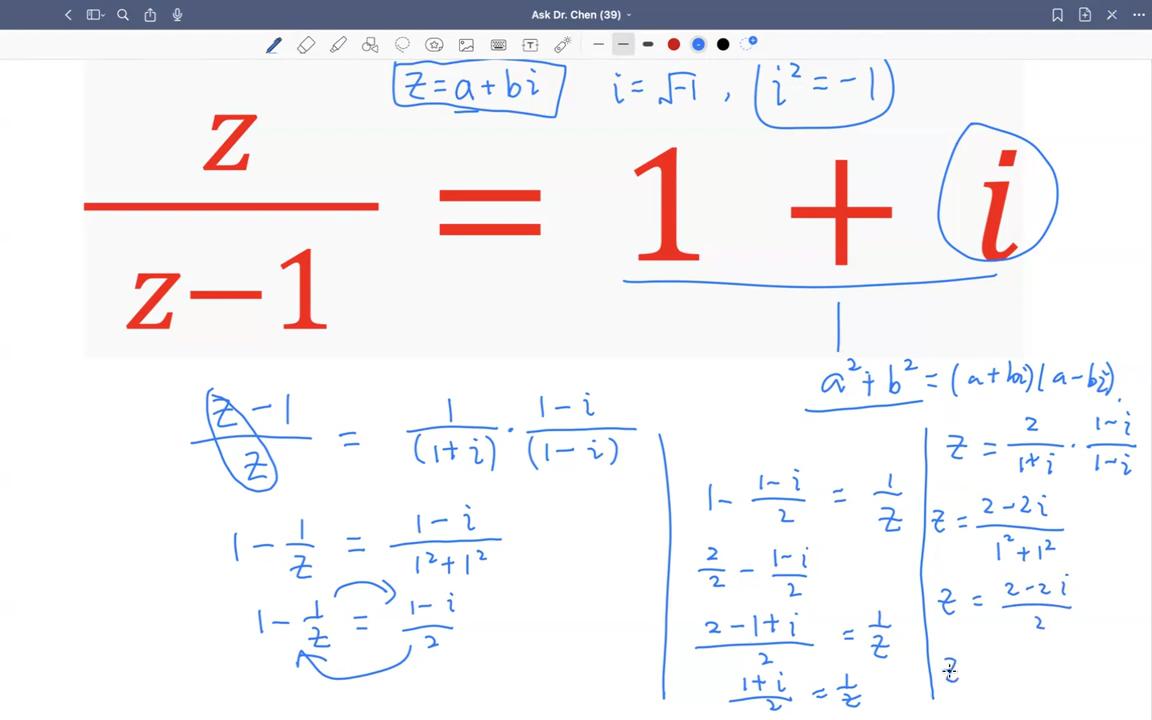 Ask Dr. Chen (39)
z = a + bi   i = √-1 , i² = -1
z/(z-1) = 1 + i
a² + b² = (a+bi)(a-bi)
(z-1)/z = 1/(1+i) · (1-i)/(1-i)
1 - 1/z = (1-i)/(1²+1²)
1 - 1/z = (1-i)/2
1 - (1-i)/2 = 1/z
2/2 - (1-i)/2
(2-1+i)/2 = 1/z
(1+i)/2 = 1/z
z = 2/(1+i) · (1-i)/(1-i)
z = (2-2i)/(1²+1²)
z = (2-2i)/2
z